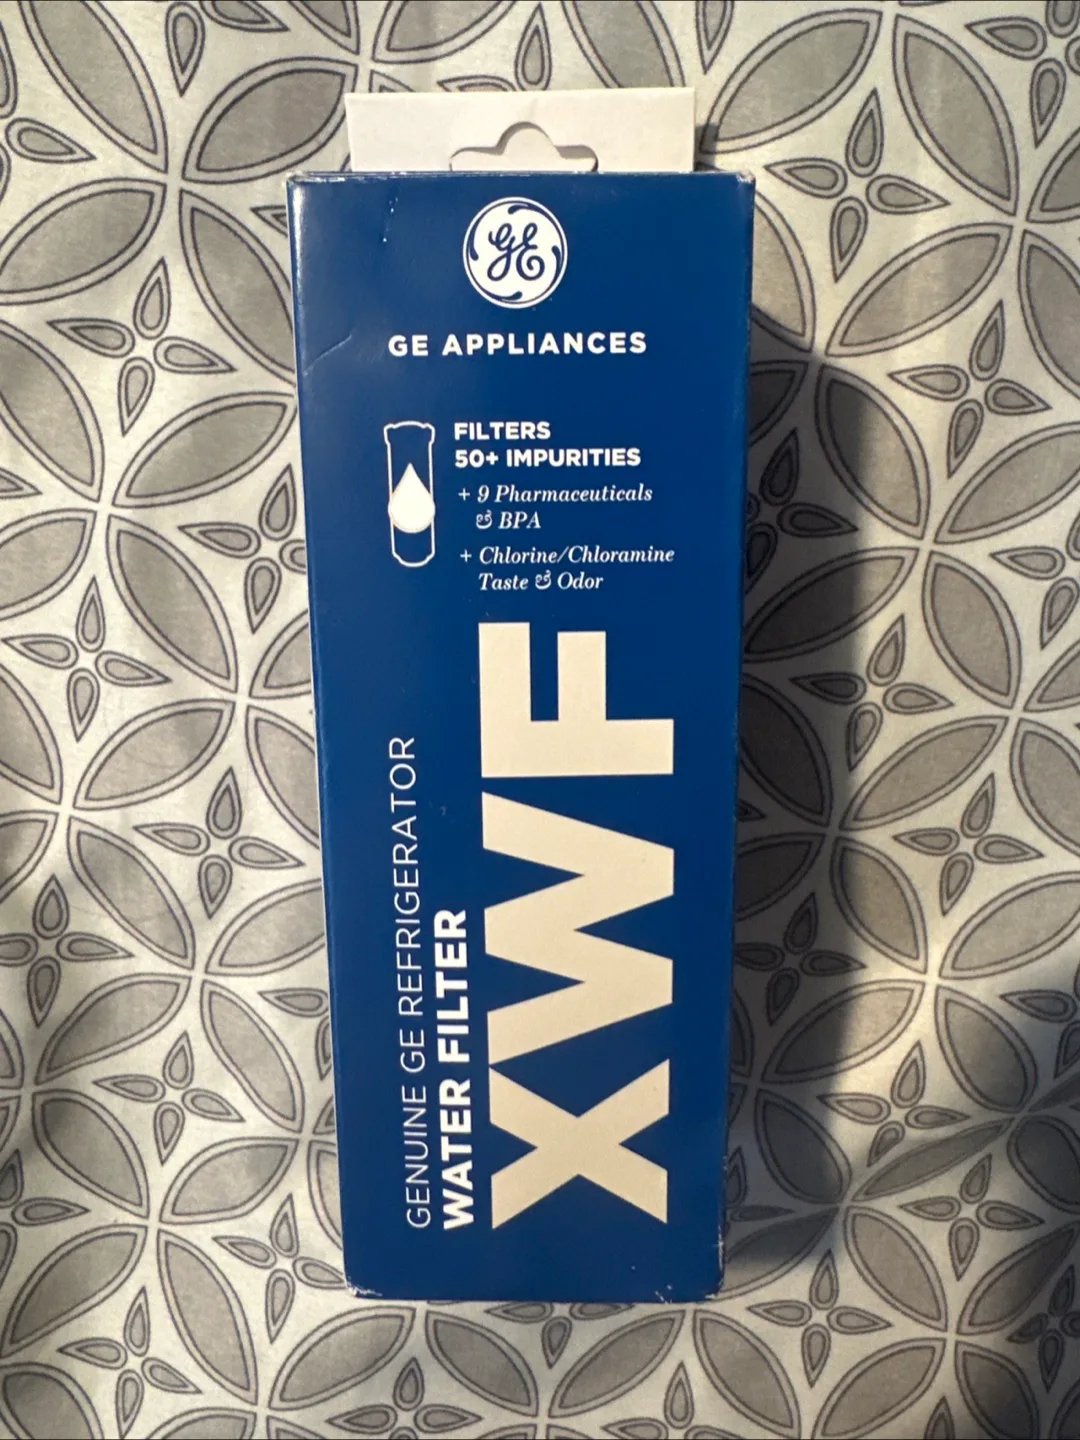 GE
GE APPLIANCES
FILTERS
50+ IMPURITIES
+ 9 Pharmaceuticals
& BPA
+ Chlorine/Chloramine
Taste & Odor
GENUINE GE REFRIGERATOR
WATER FILTER
XWF